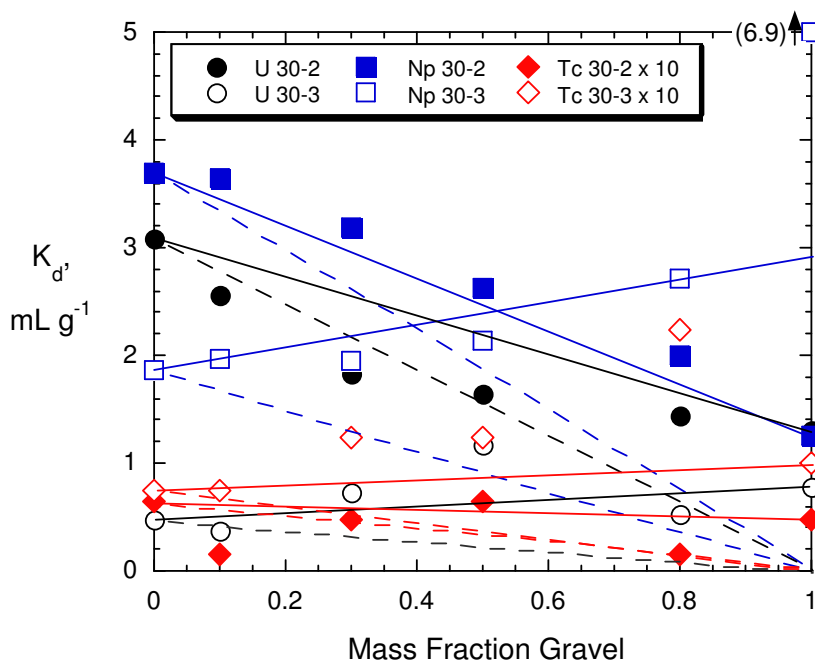 5
(6.9)
U 30-2 Np 30-2 Tc 30-2 x 10
U 30-3 Np 30-3 Tc 30-3 x 10
4
3
K_d,
mL g^-1
2
1
0
0 0.2 0.4 0.6 0.8 1
Mass Fraction Gravel